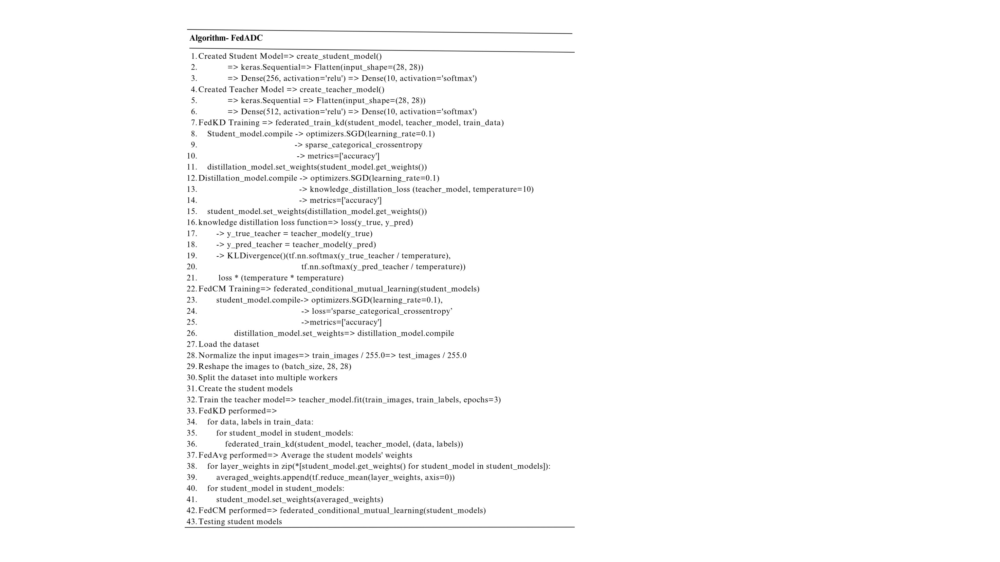 Algorithm- FedADC
1. Created Student Model=> create_student_model()
2. => keras.Sequential=> Flatten(input_shape=(28, 28))
3. => Dense(256, activation='relu') => Dense(10, activation='softmax')
4. Created Teacher Model => create_teacher_model()
5. => keras.Sequential => Flatten(input_shape=(28, 28))
6. => Dense(512, activation='relu') => Dense(10, activation='softmax')
7. FedKD Training => federated_train_kd(student_model, teacher_model, train_data)
8. Student_model.compile -> optimizers.SGD(learning_rate=0.1)
9. -> sparse_categorical_crossentropy
10. -> metrics=['accuracy']
11. distillation_model.set_weights(student_model.get_weights())
12. Distillation_model.compile -> optimizers.SGD(learning_rate=0.1)
13. -> knowledge_distillation_loss (teacher_model, temperature=10)
14. -> metrics=['accuracy']
15. student_model.set_weights(distillation_model.get_weights())
16. knowledge distillation loss function=> loss(y_true, y_pred)
17. -> y_true_teacher = teacher_model(y_true)
18. -> y_pred_teacher = teacher_model(y_pred)
19. -> KLDivergence()(tf.nn.softmax(y_true_teacher / temperature),
20. tf.nn.softmax(y_pred_teacher / temperature))
21. loss * (temperature * temperature)
22. FedCM Training=> federated_conditional_mutual_learning(student_models)
23. student_model.compile-> optimizers.SGD(learning_rate=0.1),
24. -> loss='sparse_categorical_crossentropy’
25. ->metrics=['accuracy']
26. distillation_model.set_weights=> distillation_model.compile
27. Load the dataset
28. Normalize the input images=> train_images / 255.0=> test_images / 255.0
29. Reshape the images to (batch_size, 28, 28)
30. Split the dataset into multiple workers
31. Create the student models
32. Train the teacher model=> teacher_model.fit(train_images, train_labels, epochs=3)
33. FedKD performed=>
34. for data, labels in train_data:
35. for student_model in student_models:
36. federated_train_kd(student_model, teacher_model, (data, labels))
37. FedAvg performed=> Average the student models' weights
38. for layer_weights in zip(*[student_model.get_weights() for student_model in student_models]):
39. averaged_weights.append(tf.reduce_mean(layer_weights, axis=0))
40. for student_model in student_models:
41. student_model.set_weights(averaged_weights)
42. FedCM performed=> federated_conditional_mutual_learning(student_models)
43. Testing student models